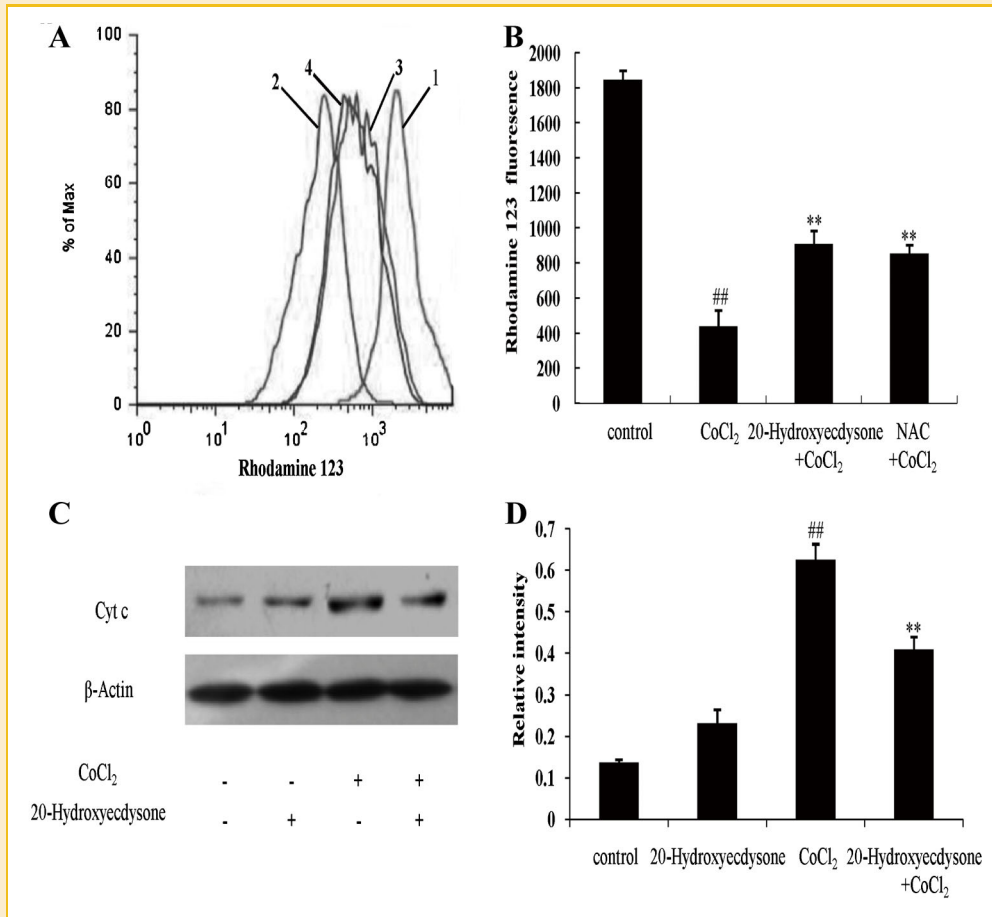 A
100
80
60
40
20
0
% of Max
2
4
3
1
10^0
10^1
10^2
10^3
Rhodamine 123
B
2000
1800
1600
1400
1200
1000
800
600
400
200
0
Rhodamine 123 fluoresence
##
**
**
control
CoCl₂
20-Hydroxyecdysone
+CoCl₂
NAC
+CoCl₂
C
Cyt c
β-Actin
CoCl₂ - - + +
20-Hydroxyecdysone - + - +
D
0.7
0.6
0.5
0.4
0.3
0.2
0.1
0
Relative intensity
##
**
control
20-Hydroxyecdysone
CoCl₂
20-Hydroxyecdysone
+CoCl₂